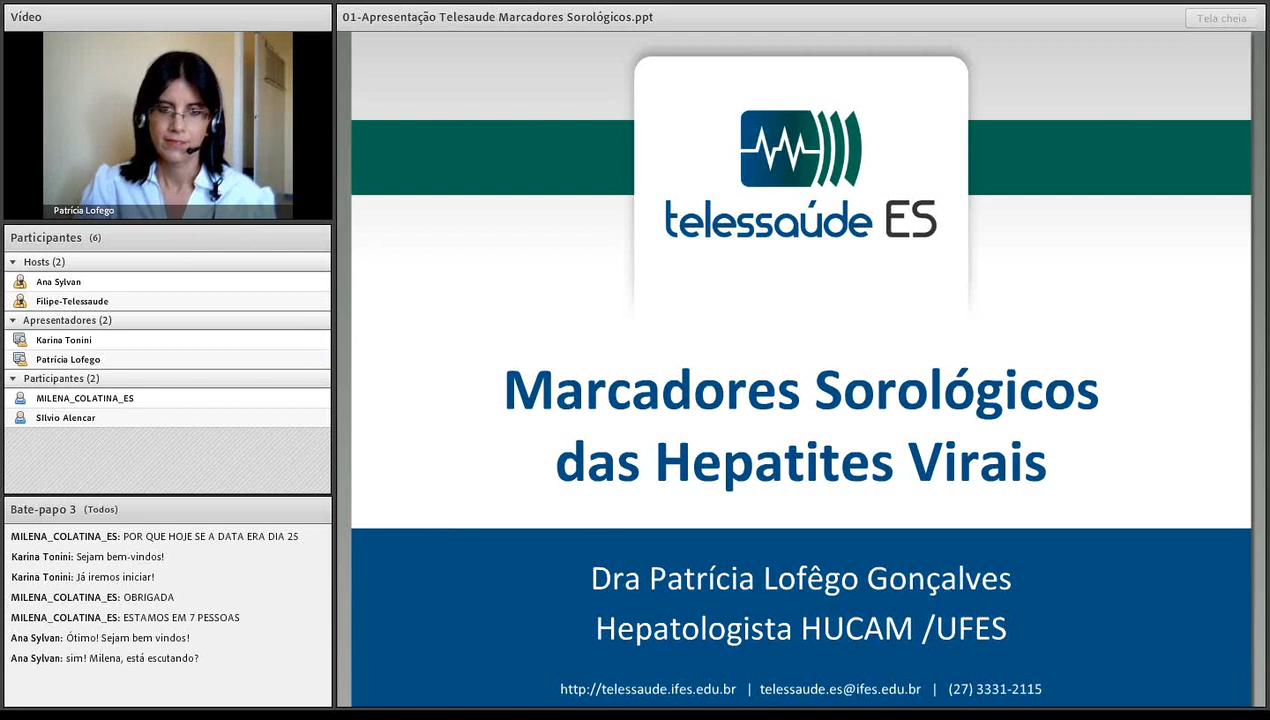 Vídeo
Patrícia Lofego
Participantes (6)
Hosts (2)
Ana Sylvan
Filipe-Telessaude
Apresentadores (2)
Karina Tonini
Patrícia Lofego
Participantes (2)
MILENA_COLATINA_ES
SIlvio Alencar
Bate-papo 3 (Todos)
MILENA_COLATINA_ES: POR QUE HOJE SE A DATA ERA DIA 25
Karina Tonini: Sejam bem-vindos!
Karina Tonini: Já iremos iniciar!
MILENA_COLATINA_ES: OBRIGADA
MILENA_COLATINA_ES: ESTAMOS EM 7 PESSOAS
Ana Sylvan: Ótimo! Sejam bem vindos!
Ana Sylvan: sim! Milena, está escutando?
01-Apresentação Telesaude Marcadores Sorológicos.ppt
Tela cheia
telessaúde ES
Marcadores Sorológicos
das Hepatites Virais
Dra Patrícia Lofêgo Gonçalves
Hepatologista HUCAM /UFES
http://telessaude.ifes.edu.br | telessaude.es@ifes.edu.br | (27) 3331-2115